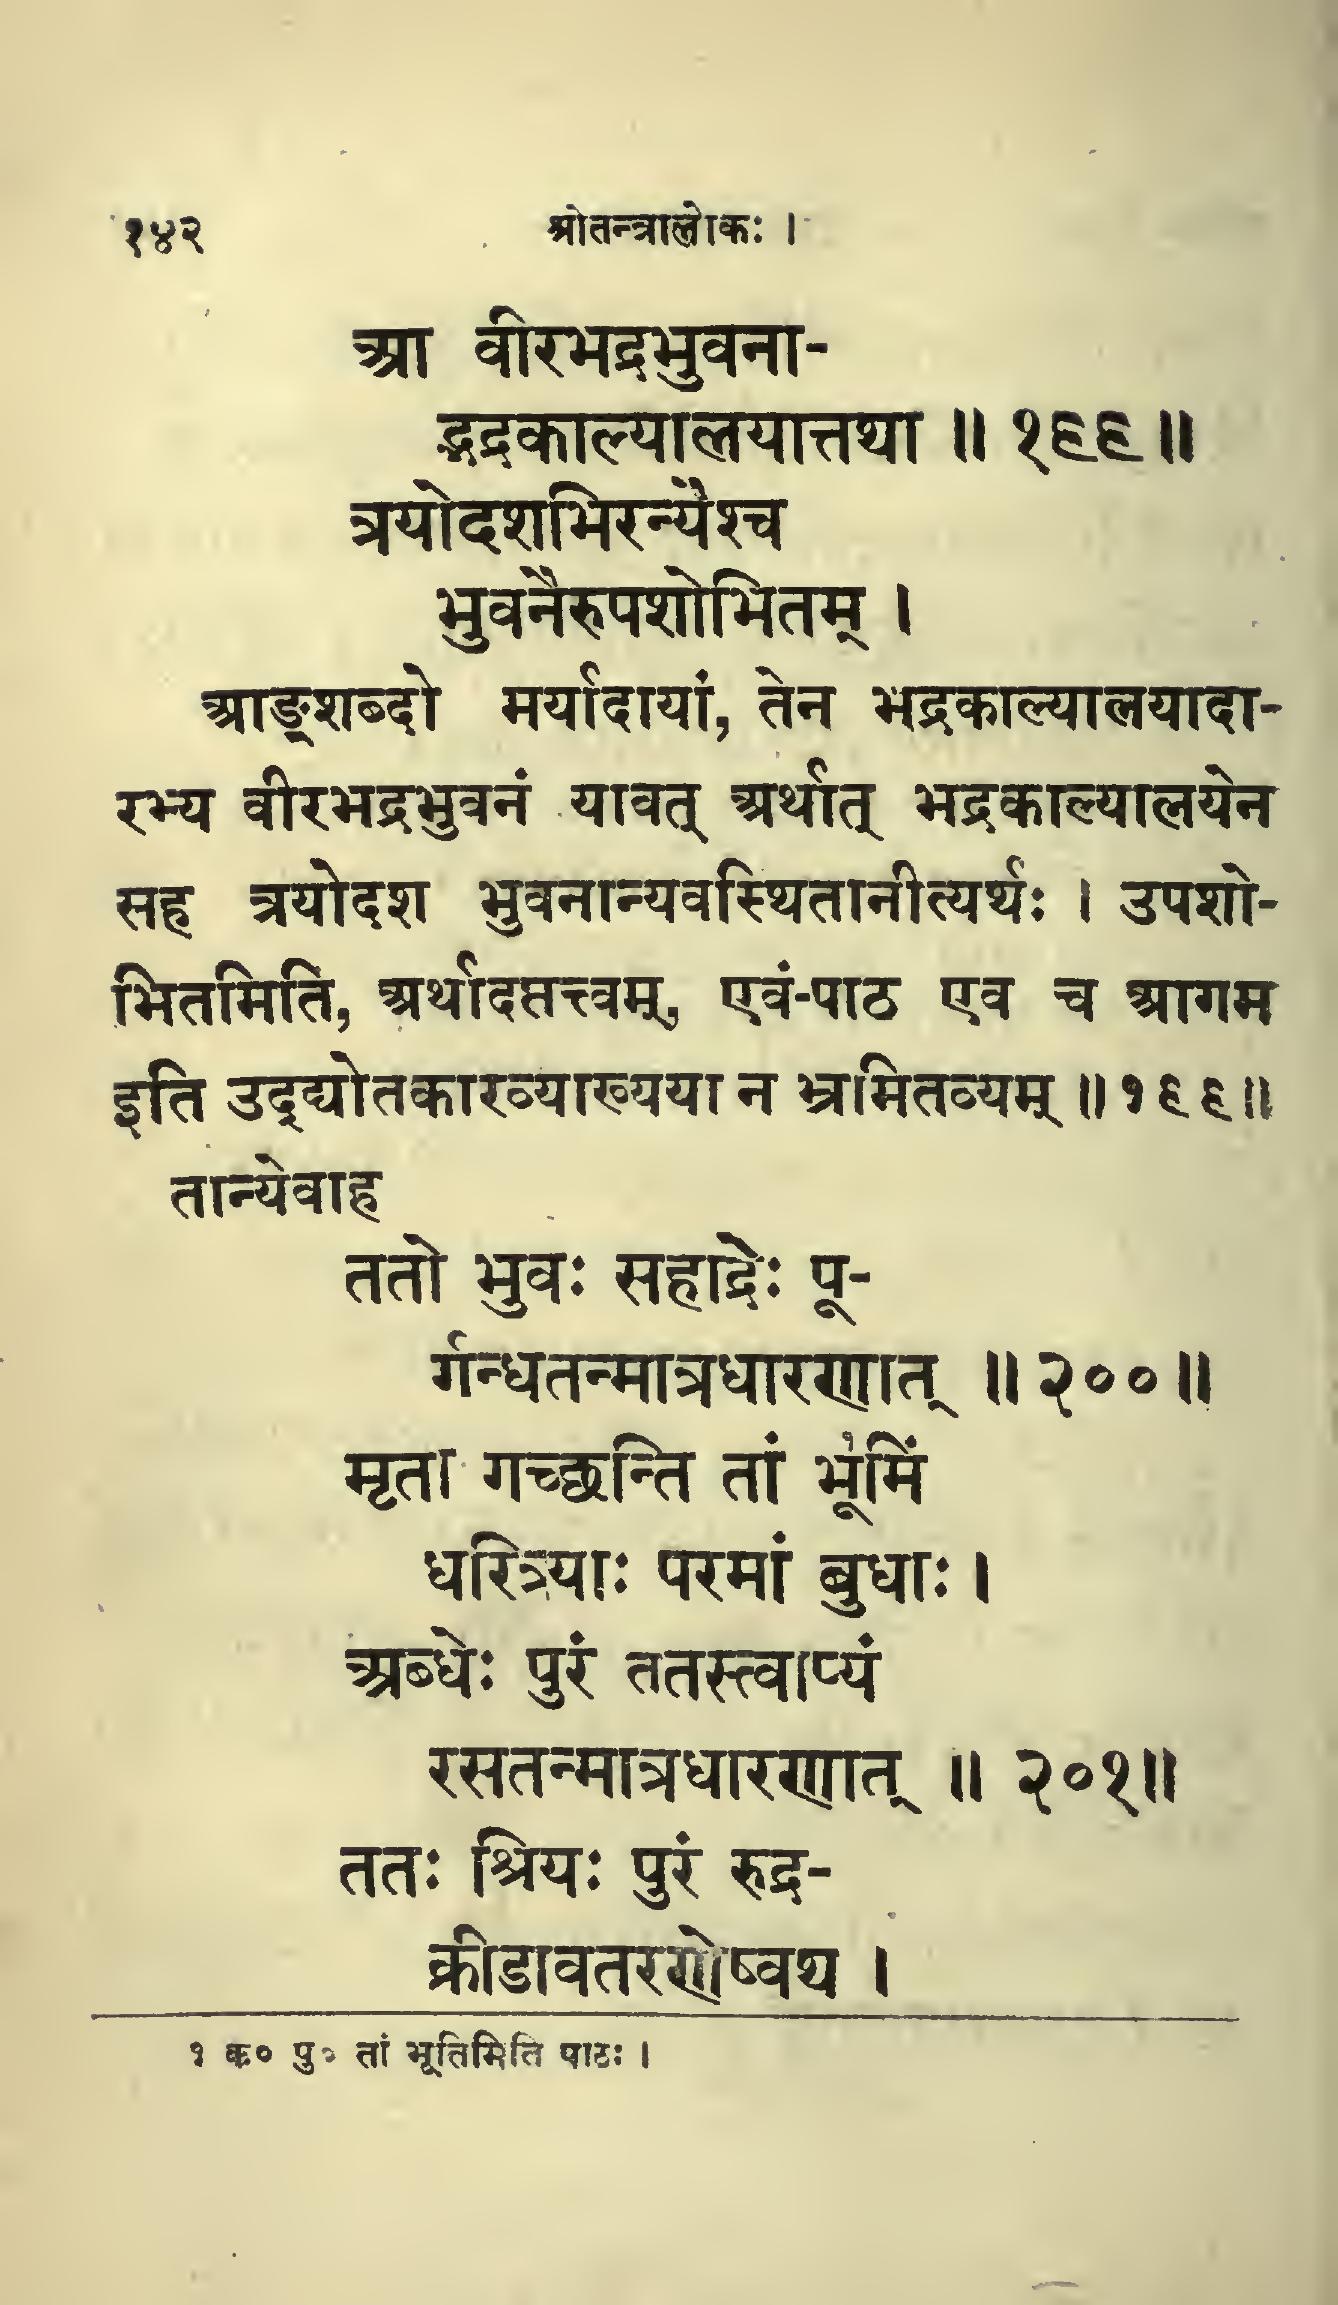 १४२ श्रीतन्त्रालोकः ।
आ वीरभद्रभुवना-
द्भद्रकाल्यालयात्तथा ॥ १९९ ॥
त्रयोदशभिरन्यैश्च
भुवनैरुपशोभितम् ।
आङ्शब्दो मर्यादायां, तेन भद्रकाल्यालयादा-
रभ्य वीरभद्रभुवनं यावत् अर्थात् भद्रकाल्यालयेन
सह त्रयोदश भुवनान्यवस्थितानीत्यर्थः । उपशो-
भितमिति, अर्थादप्तत्त्वम्, एवं-पाठ एव च आगम
इति उद्द्योतकारव्याख्यया न भ्रमितव्यम् ॥ १९९ ॥
तान्येवाह
ततो भुवः सहाद्रेः पू-
र्गन्धतन्मात्रधारणात् ॥ २०० ॥
मृता गच्छन्ति तां भू१मिं
धरित्र्याः परमां बुधाः ।
अब्धेः पुरं ततस्त्वाप्यं
रसतन्मात्रधारणात् ॥ २०१ ॥
ततः श्रियः पुरं रुद्र-
क्रीडावतरणेष्वथ ।
१ क० पु० तां भूतिमिति पाठः ।